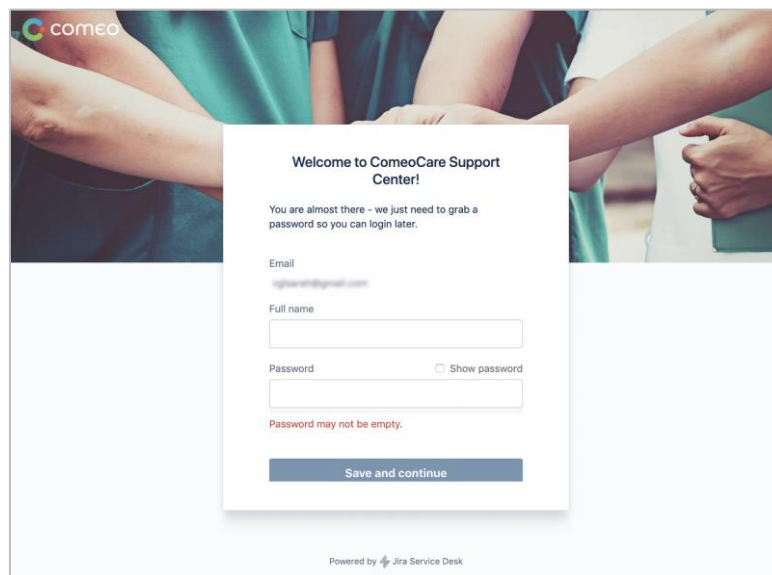 comeo
Welcome to ComeoCare Support
Center!
You are almost there - we just need to grab a
password so you can login later.
Email
Full name
Password
Show password
Password may not be empty.
Save and continue
Powered by Jira Service Desk